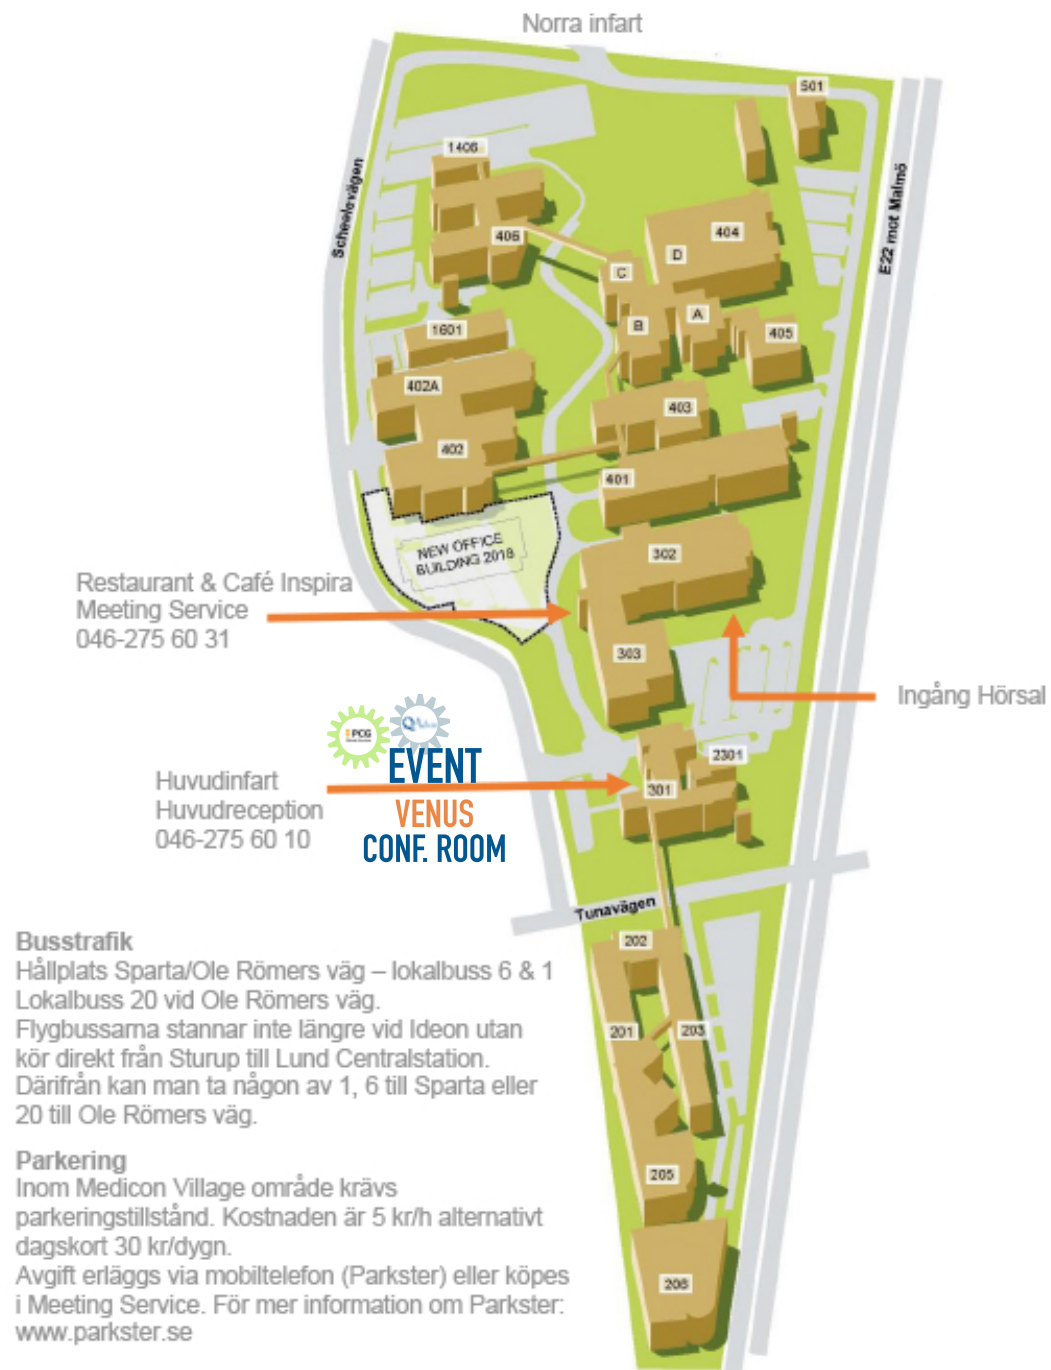 Norra infart
501
1406
Scheelevägen
E22 mot Malmö
406
404
D
C
A
B
1601
405
402A
403
402
401
NEW OFFICE
BUILDING 2018
302
Restaurant & Café Inspira
Meeting Service
046-275 60 31
303
Ingång Hörsal
PCG
EVENT
VENUS
CONF. ROOM
2301
301
Huvudinfart
Huvudreception
046-275 60 10
Tunavägen
202
201
203
205
206
Busstrafik
Hållplats Sparta/Ole Römers väg – lokalbuss 6 & 1
Lokalbuss 20 vid Ole Römers väg.
Flygbussarna stannar inte längre vid Ideon utan
kör direkt från Sturup till Lund Centralstation.
Därifrån kan man ta någon av 1, 6 till Sparta eller
20 till Ole Römers väg.
Parkering
Inom Medicon Village område krävs
parkeringstillstånd. Kostnaden är 5 kr/h alternativt
dagskort 30 kr/dygn.
Avgift erläggs via mobiltelefon (Parkster) eller köpes
i Meeting Service. För mer information om Parkster:
www.parkster.se